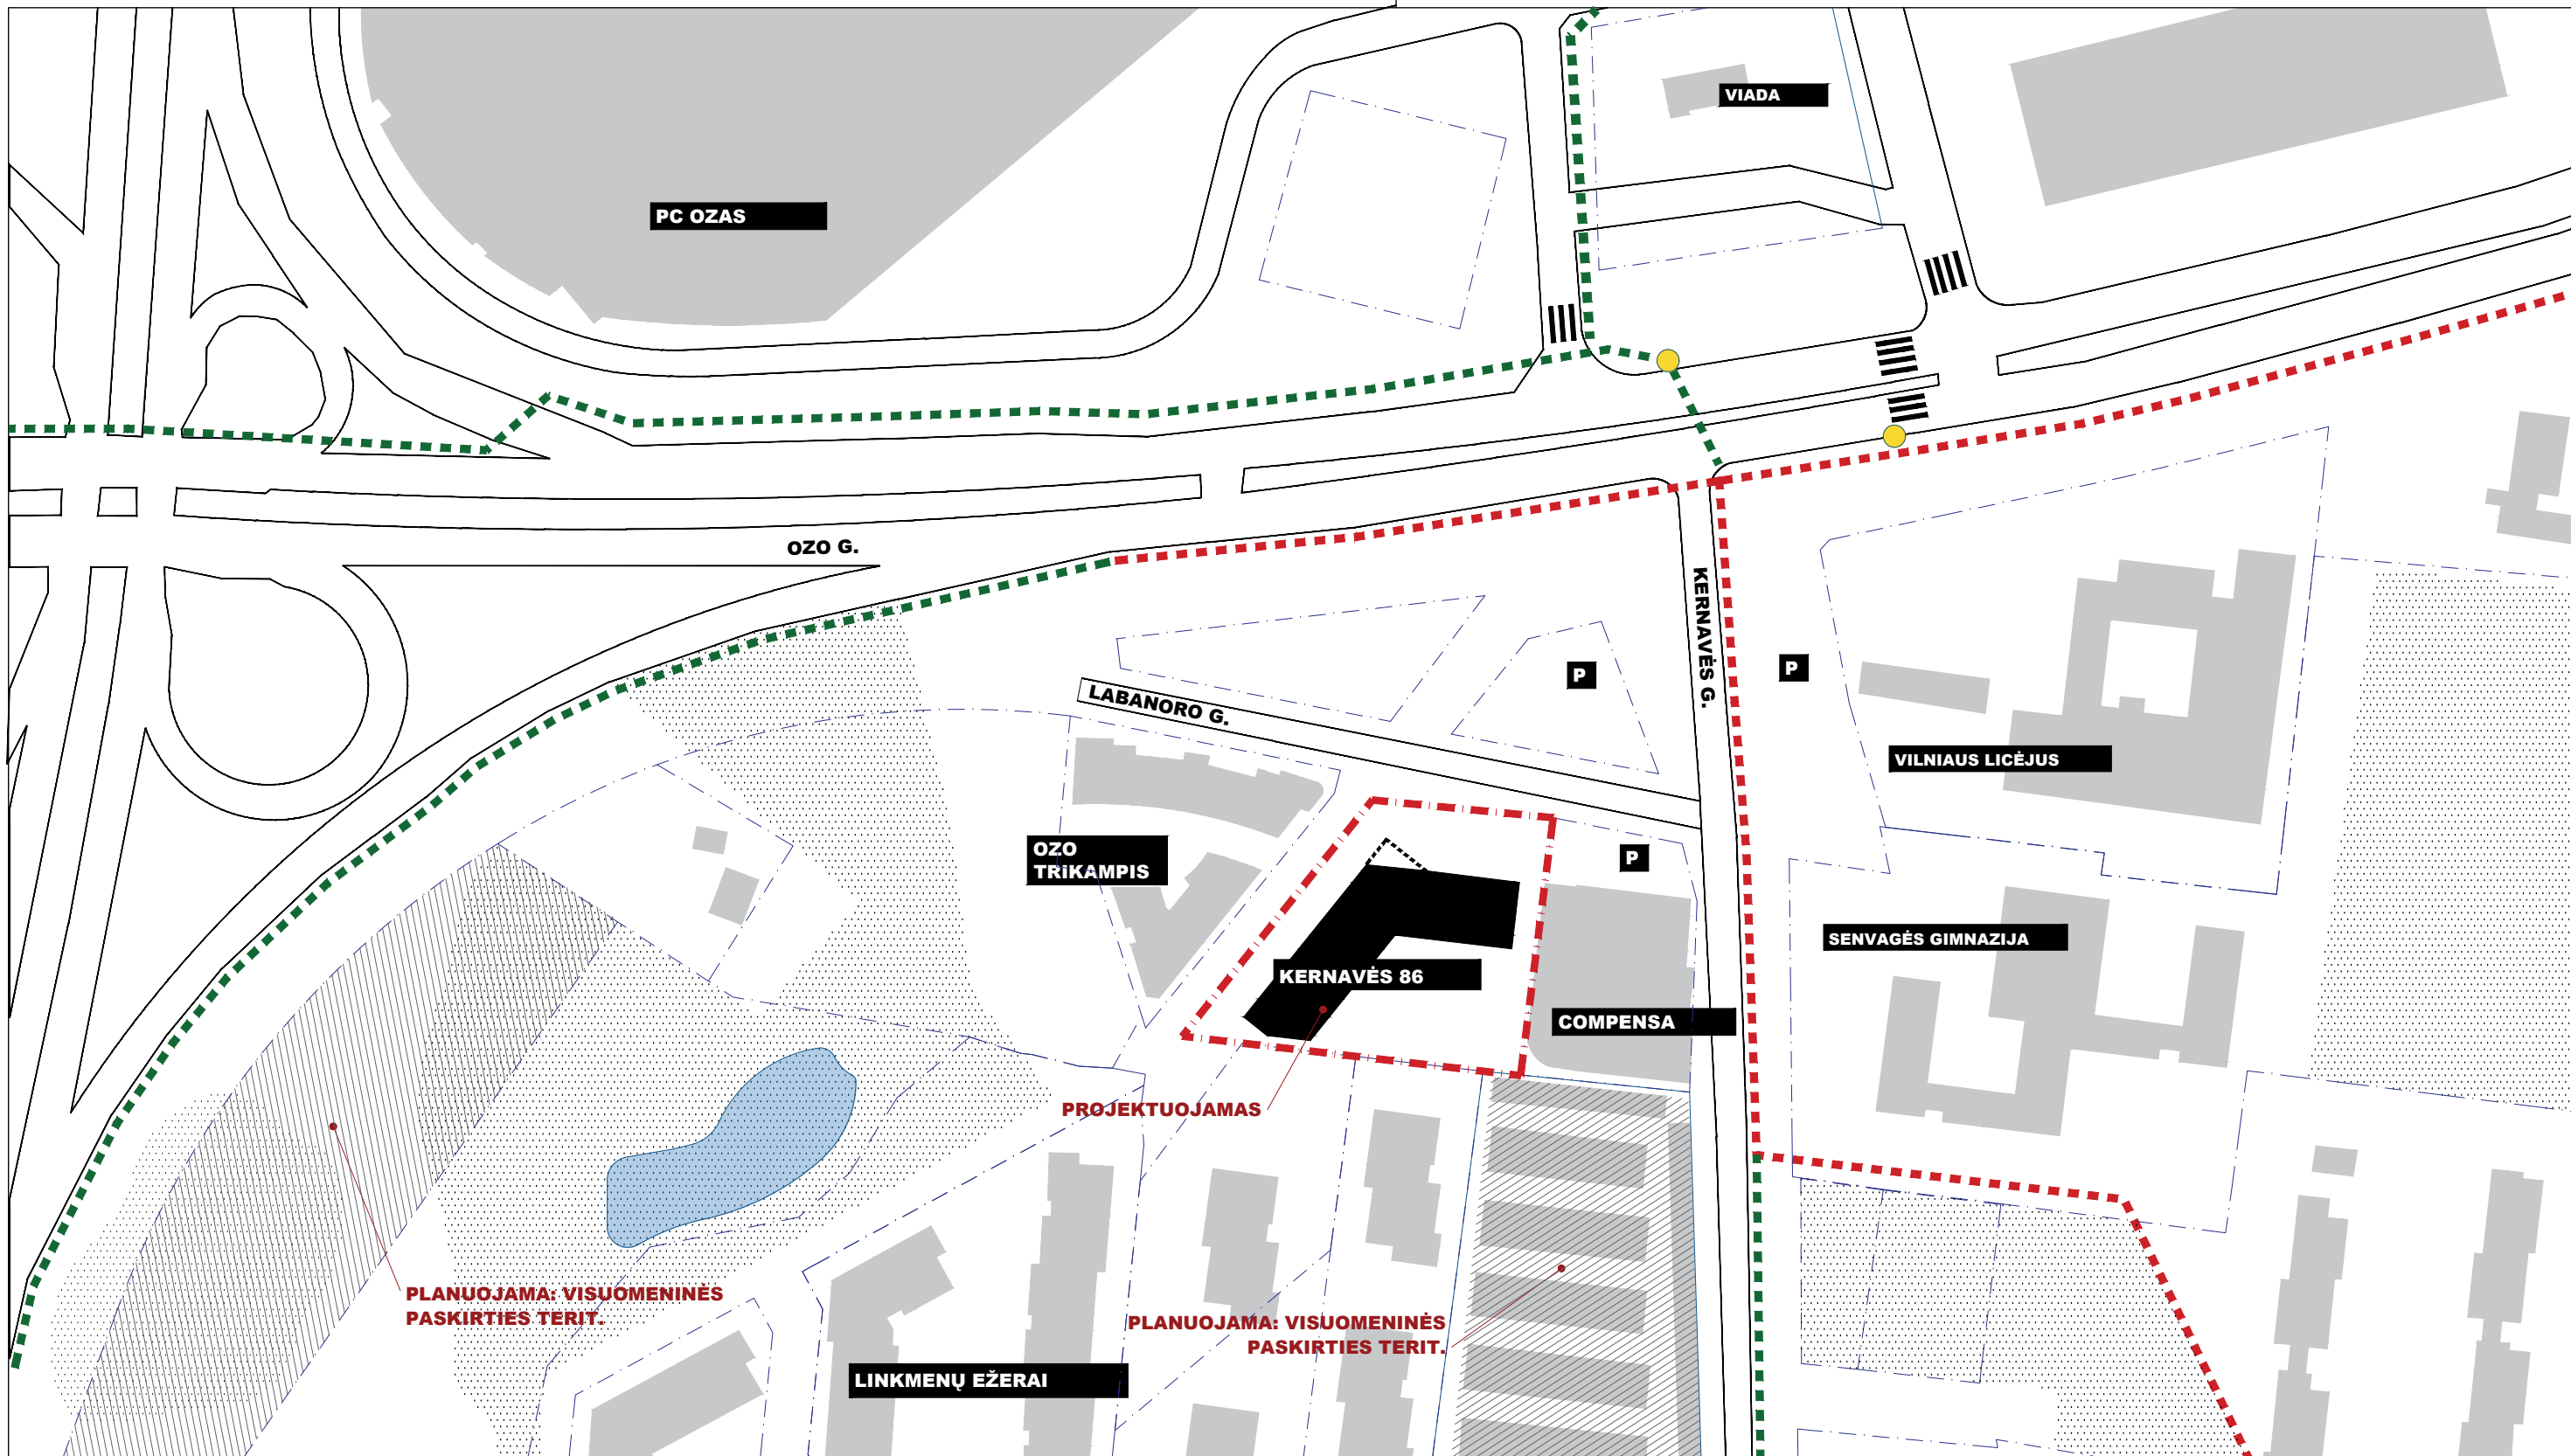 VIADA
PC OZAS
OZO G.
KERNAVĖS G.
P
P
LABANORO G.
VILNIAUS LICĖJUS
OZO
TRiKAMPIS
P
SENVAGĖS GIMNAZIJA
KERNAVĖS 86
COMPENSA
PROJEKTUOJAMAS
PLANUOJAMA: VISUOMENINĖS
PASKIRTIES TERIT.
PLANUOJAMA: VISUOMENINĖS
PASKIRTIES TERIT.
LINKMENŲ EŽERAI